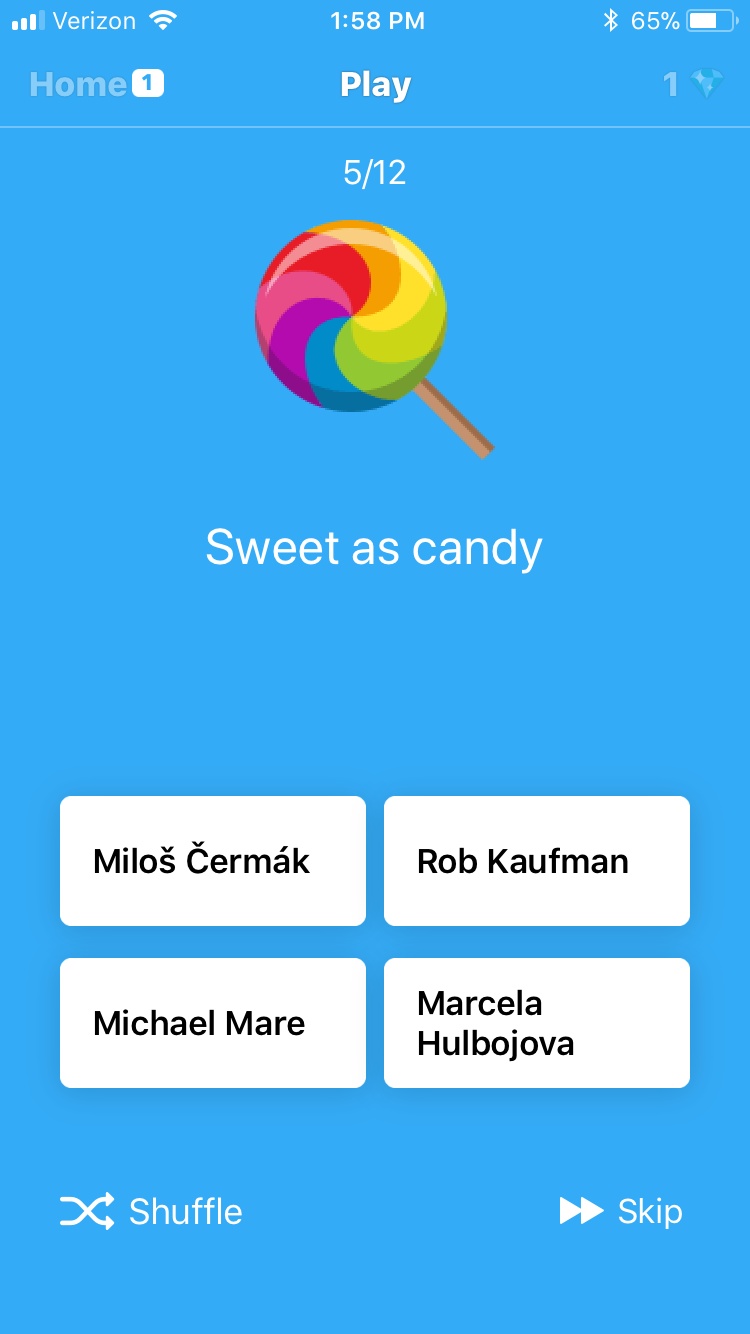 Verizon 1:58 PM 65%
Home 1 Play 1
5/12
Sweet as candy
Miloš Čermák
Rob Kaufman
Michael Mare
Marcela
Hulbojova
Shuffle
Skip